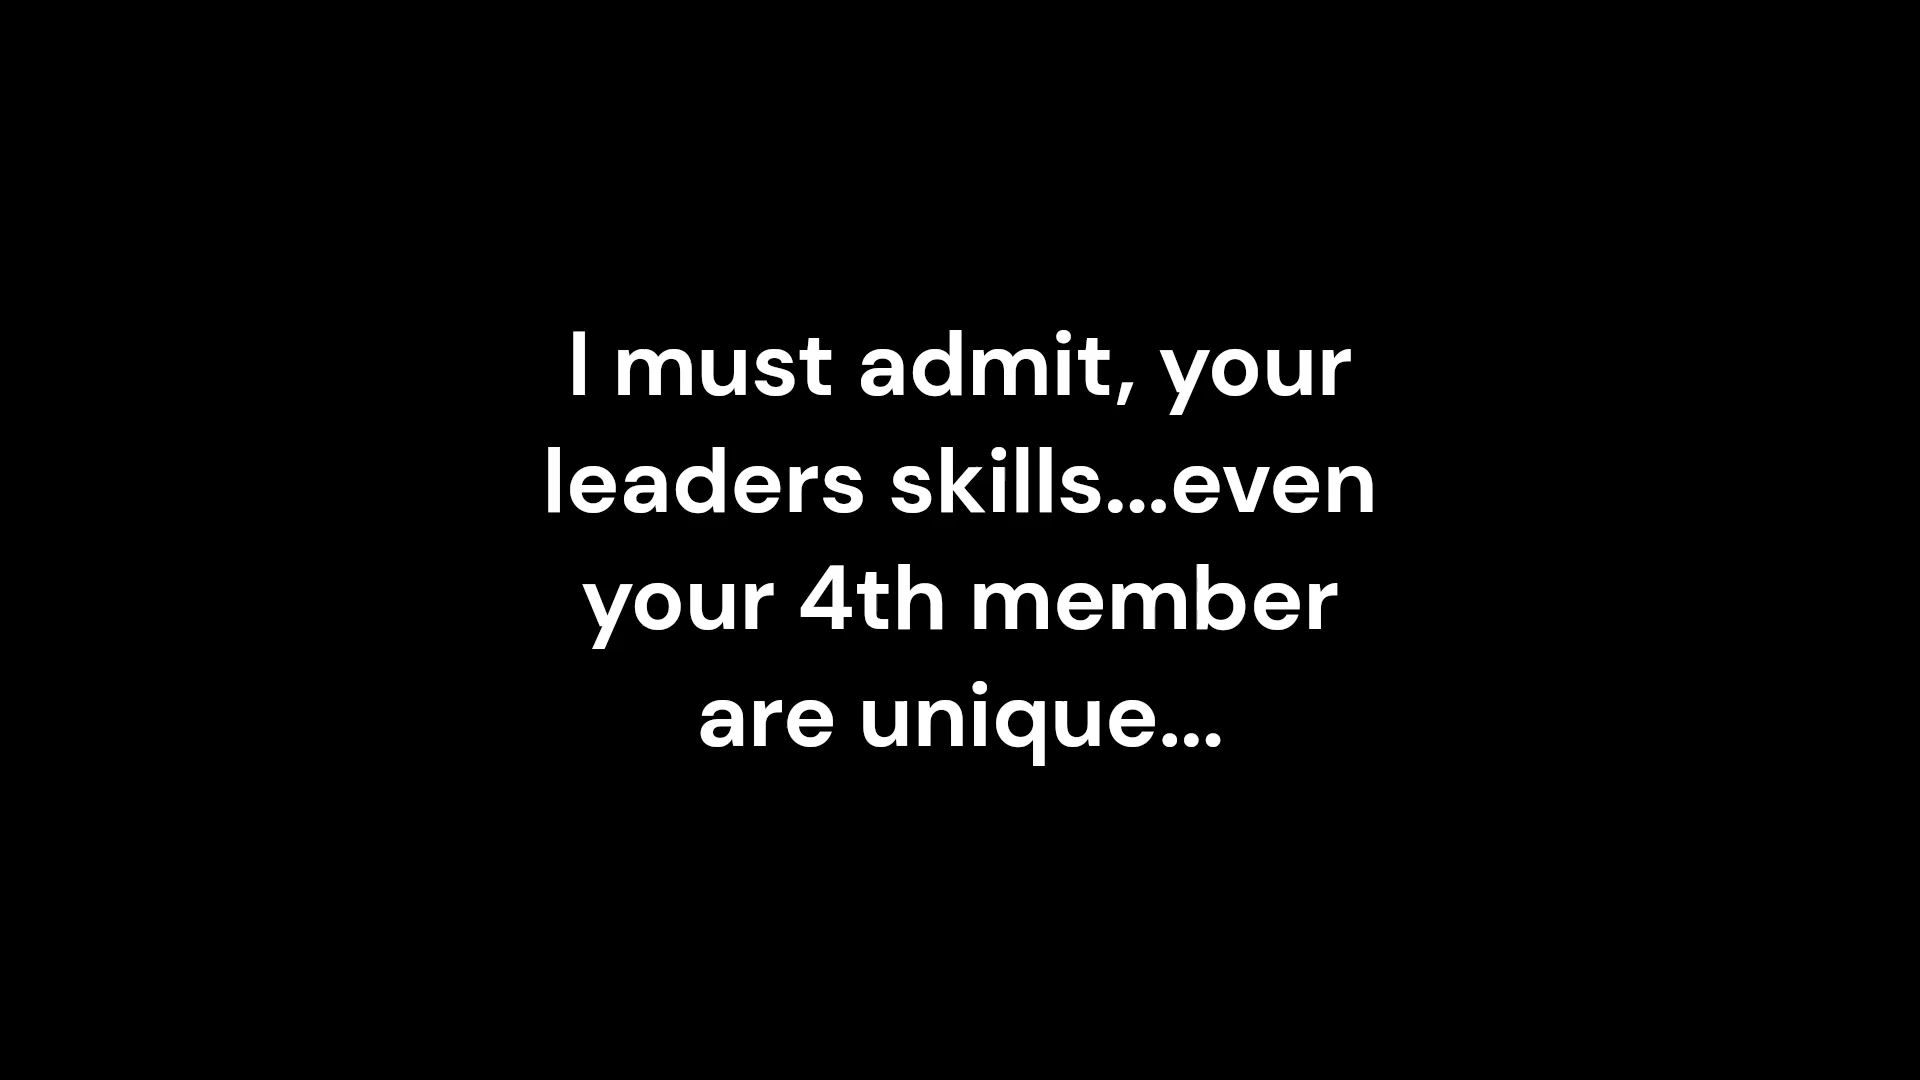 I must admit, your
leaders skills...even
your 4th member
are unique...